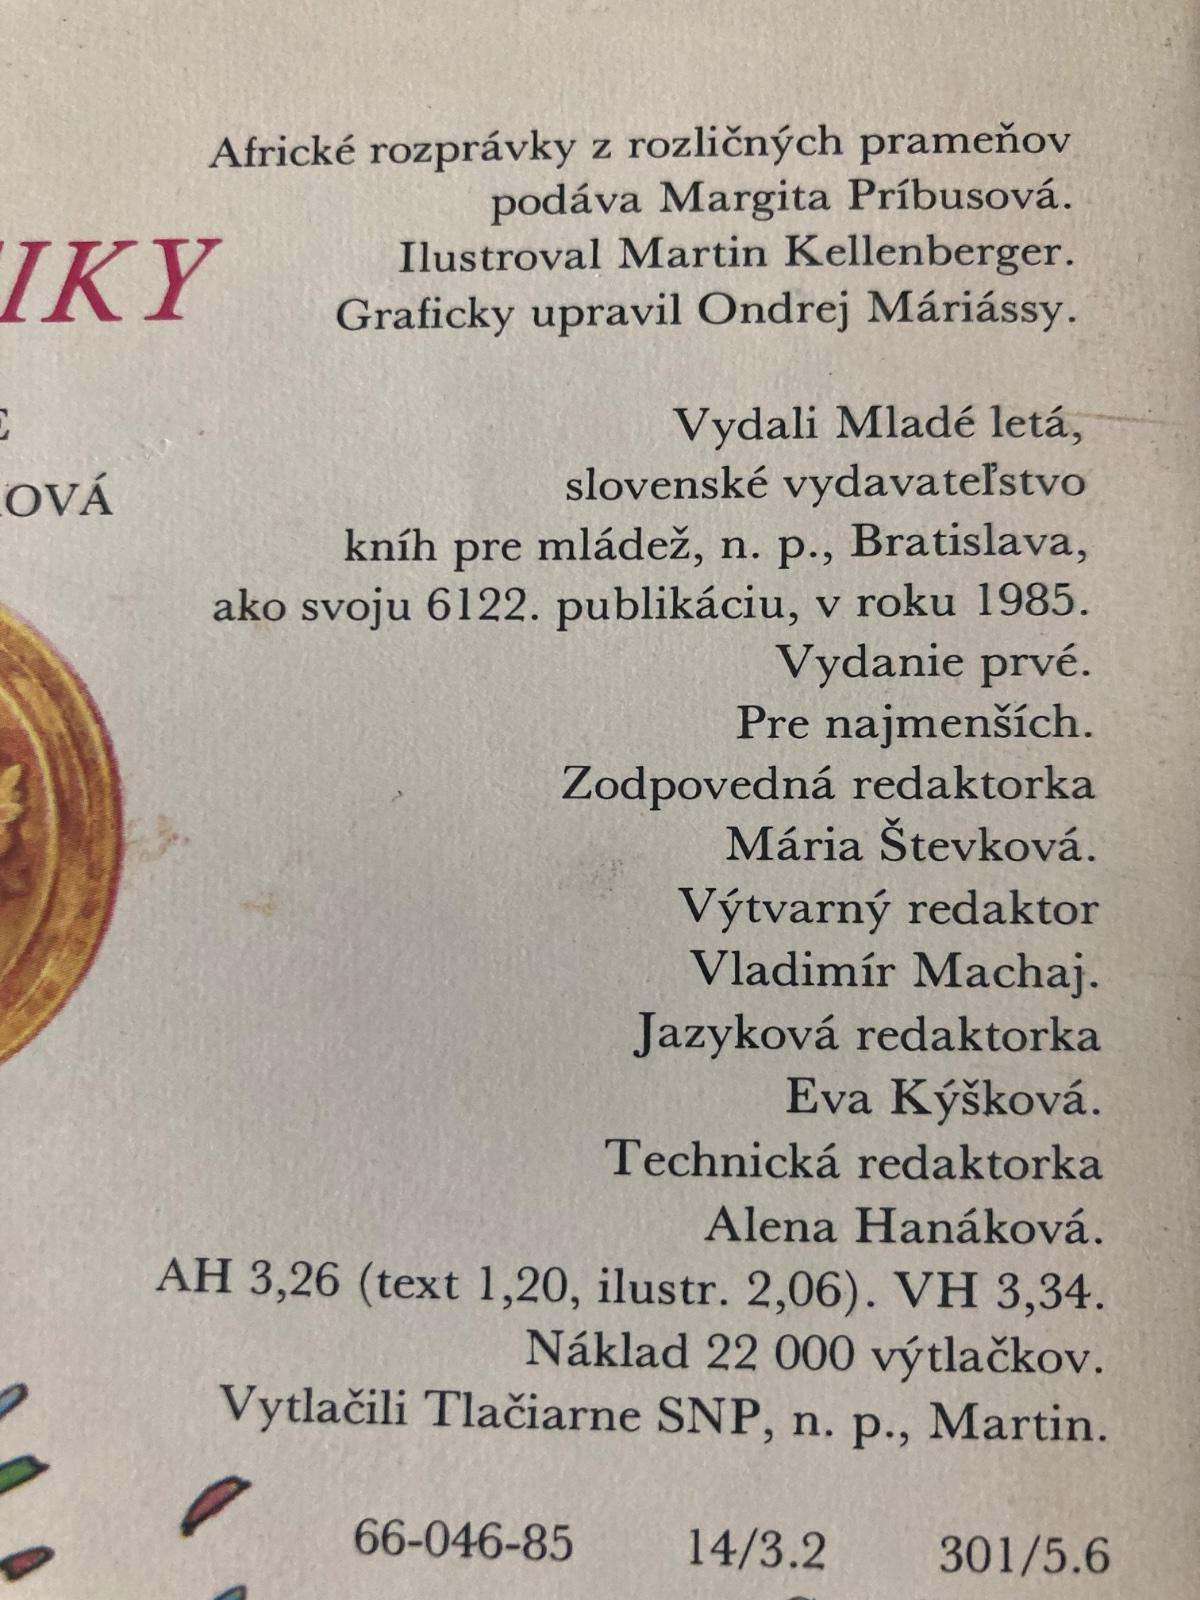 Africké rozprávky z rozličných prameňov
podáva Margita Príbusová.
Ilustroval Martin Kellenberger.
Graficky upravil Ondrej Máriássy.
Vydali Mladé letá,
slovenské vydavateľstvo
kníh pre mládež, n. p., Bratislava,
ako svoju 6122. publikáciu, v roku 1985.
Vydanie prvé.
Pre najmenších.
Zodpovedná redaktorka
Mária Števková.
Výtvarný redaktor
Vladimír Machaj.
Jazyková redaktorka
Eva Kýšková.
Technická redaktorka
Alena Hanáková.
AH 3,26 (text 1,20, ilustr. 2,06). VH 3,34.
Náklad 22 000 výtlačkov.
Vytlačili Tlačiarne SNP, n. p., Martin.
66-046-85 14/3.2 301/5.6